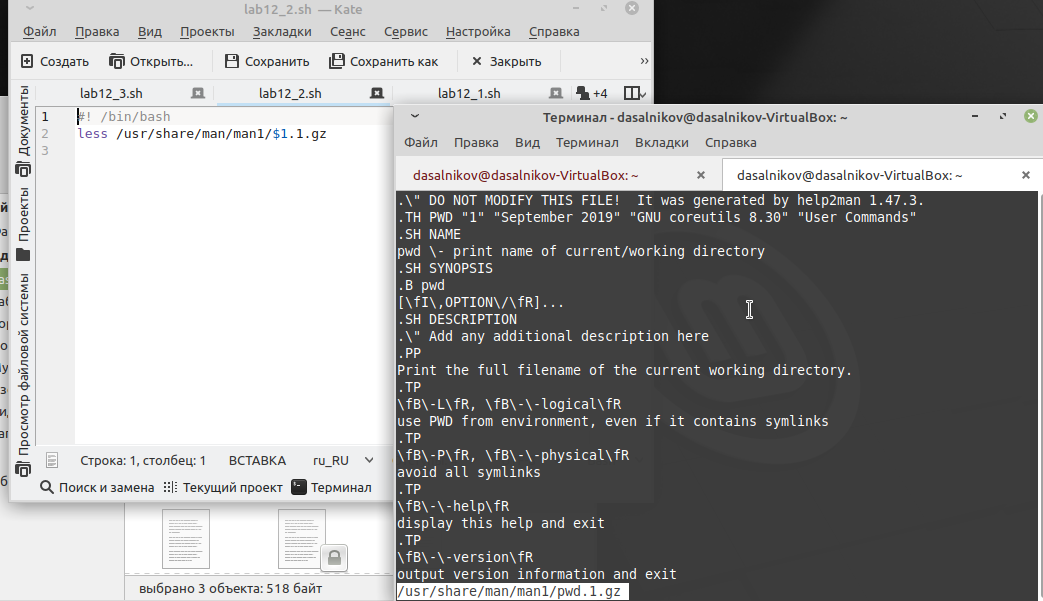 lab12_2.sh — Kate
Файл Правка Вид Проекты Закладки Сеанс Сервис Настройка Справка
Создать Открыть... Сохранить Сохранить как Закрыть »
lab12_3.sh lab12_2.sh lab12_1.sh +4
Документы
Проекты
Просмотр файловой системы
1 #! /bin/bash
2 less /usr/share/man/man1/$1.1.gz
3
Строка: 1, столбец: 1 ВСТАВКА ru_RU
Поиск и замена Текущий проект Терминал
выбрано 3 объекта: 518 байт
Терминал - dasalnikov@dasalnikov-VirtualBox: ~
Файл Правка Вид Терминал Вкладки Справка
dasalnikov@dasalnikov-VirtualBox: ~ dasalnikov@dasalnikov-VirtualBox: ~
.\" DO NOT MODIFY THIS FILE!  It was generated by help2man 1.47.3.
.TH PWD "1" "September 2019" "GNU coreutils 8.30" "User Commands"
.SH NAME
pwd \- print name of current/working directory
.SH SYNOPSIS
.B pwd
[\fI\,OPTION\/\fR]...
.SH DESCRIPTION
.\" Add any additional description here
.PP
Print the full filename of the current working directory.
.TP
\fB\-L\fR, \fB\-\-logical\fR
use PWD from environment, even if it contains symlinks
.TP
\fB\-P\fR, \fB\-\-physical\fR
avoid all symlinks
.TP
\fB\-\-help\fR
display this help and exit
.TP
\fB\-\-version\fR
output version information and exit
/usr/share/man/man1/pwd.1.gz